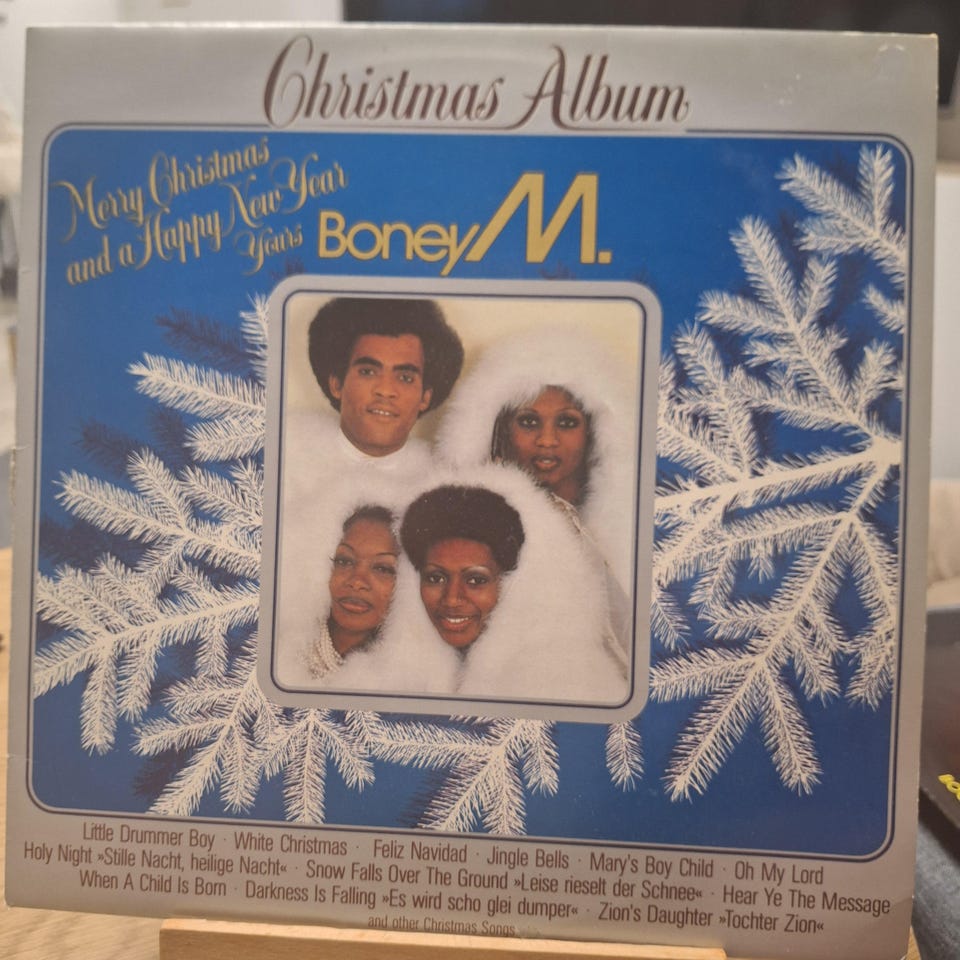 Christmas Album
Merry Christmas
and a Happy New Year
Yours
Boney M.
Little Drummer Boy · White Christmas · Feliz Navidad · Jingle Bells · Mary's Boy Child · Oh My Lord
Holy Night »Stille Nacht, heilige Nacht« · Snow Falls Over The Ground »Leise rieselt der Schnee« · Hear Ye The Message
When A Child Is Born · Darkness Is Falling »Es wird scho glei dumper« · Zion's Daughter »Tochter Zion«
and other Christmas Songs